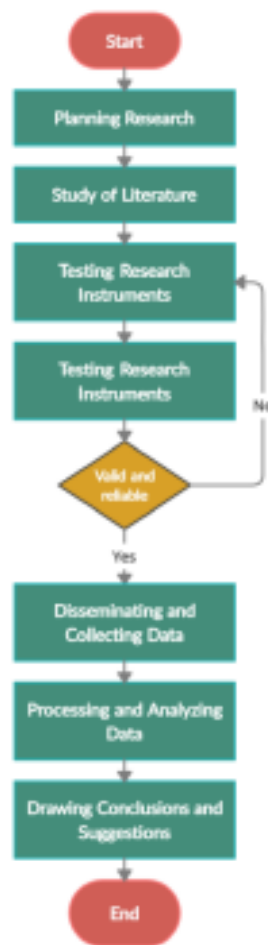 Start
Planning Research
Study of Literature
Testing Research
Instruments
Testing Research
Instruments
Valid and
reliable
No
Yes
Disseminating and
Collecting Data
Processing and Analyzing
Data
Drawing Conclusions and
Suggestions
End